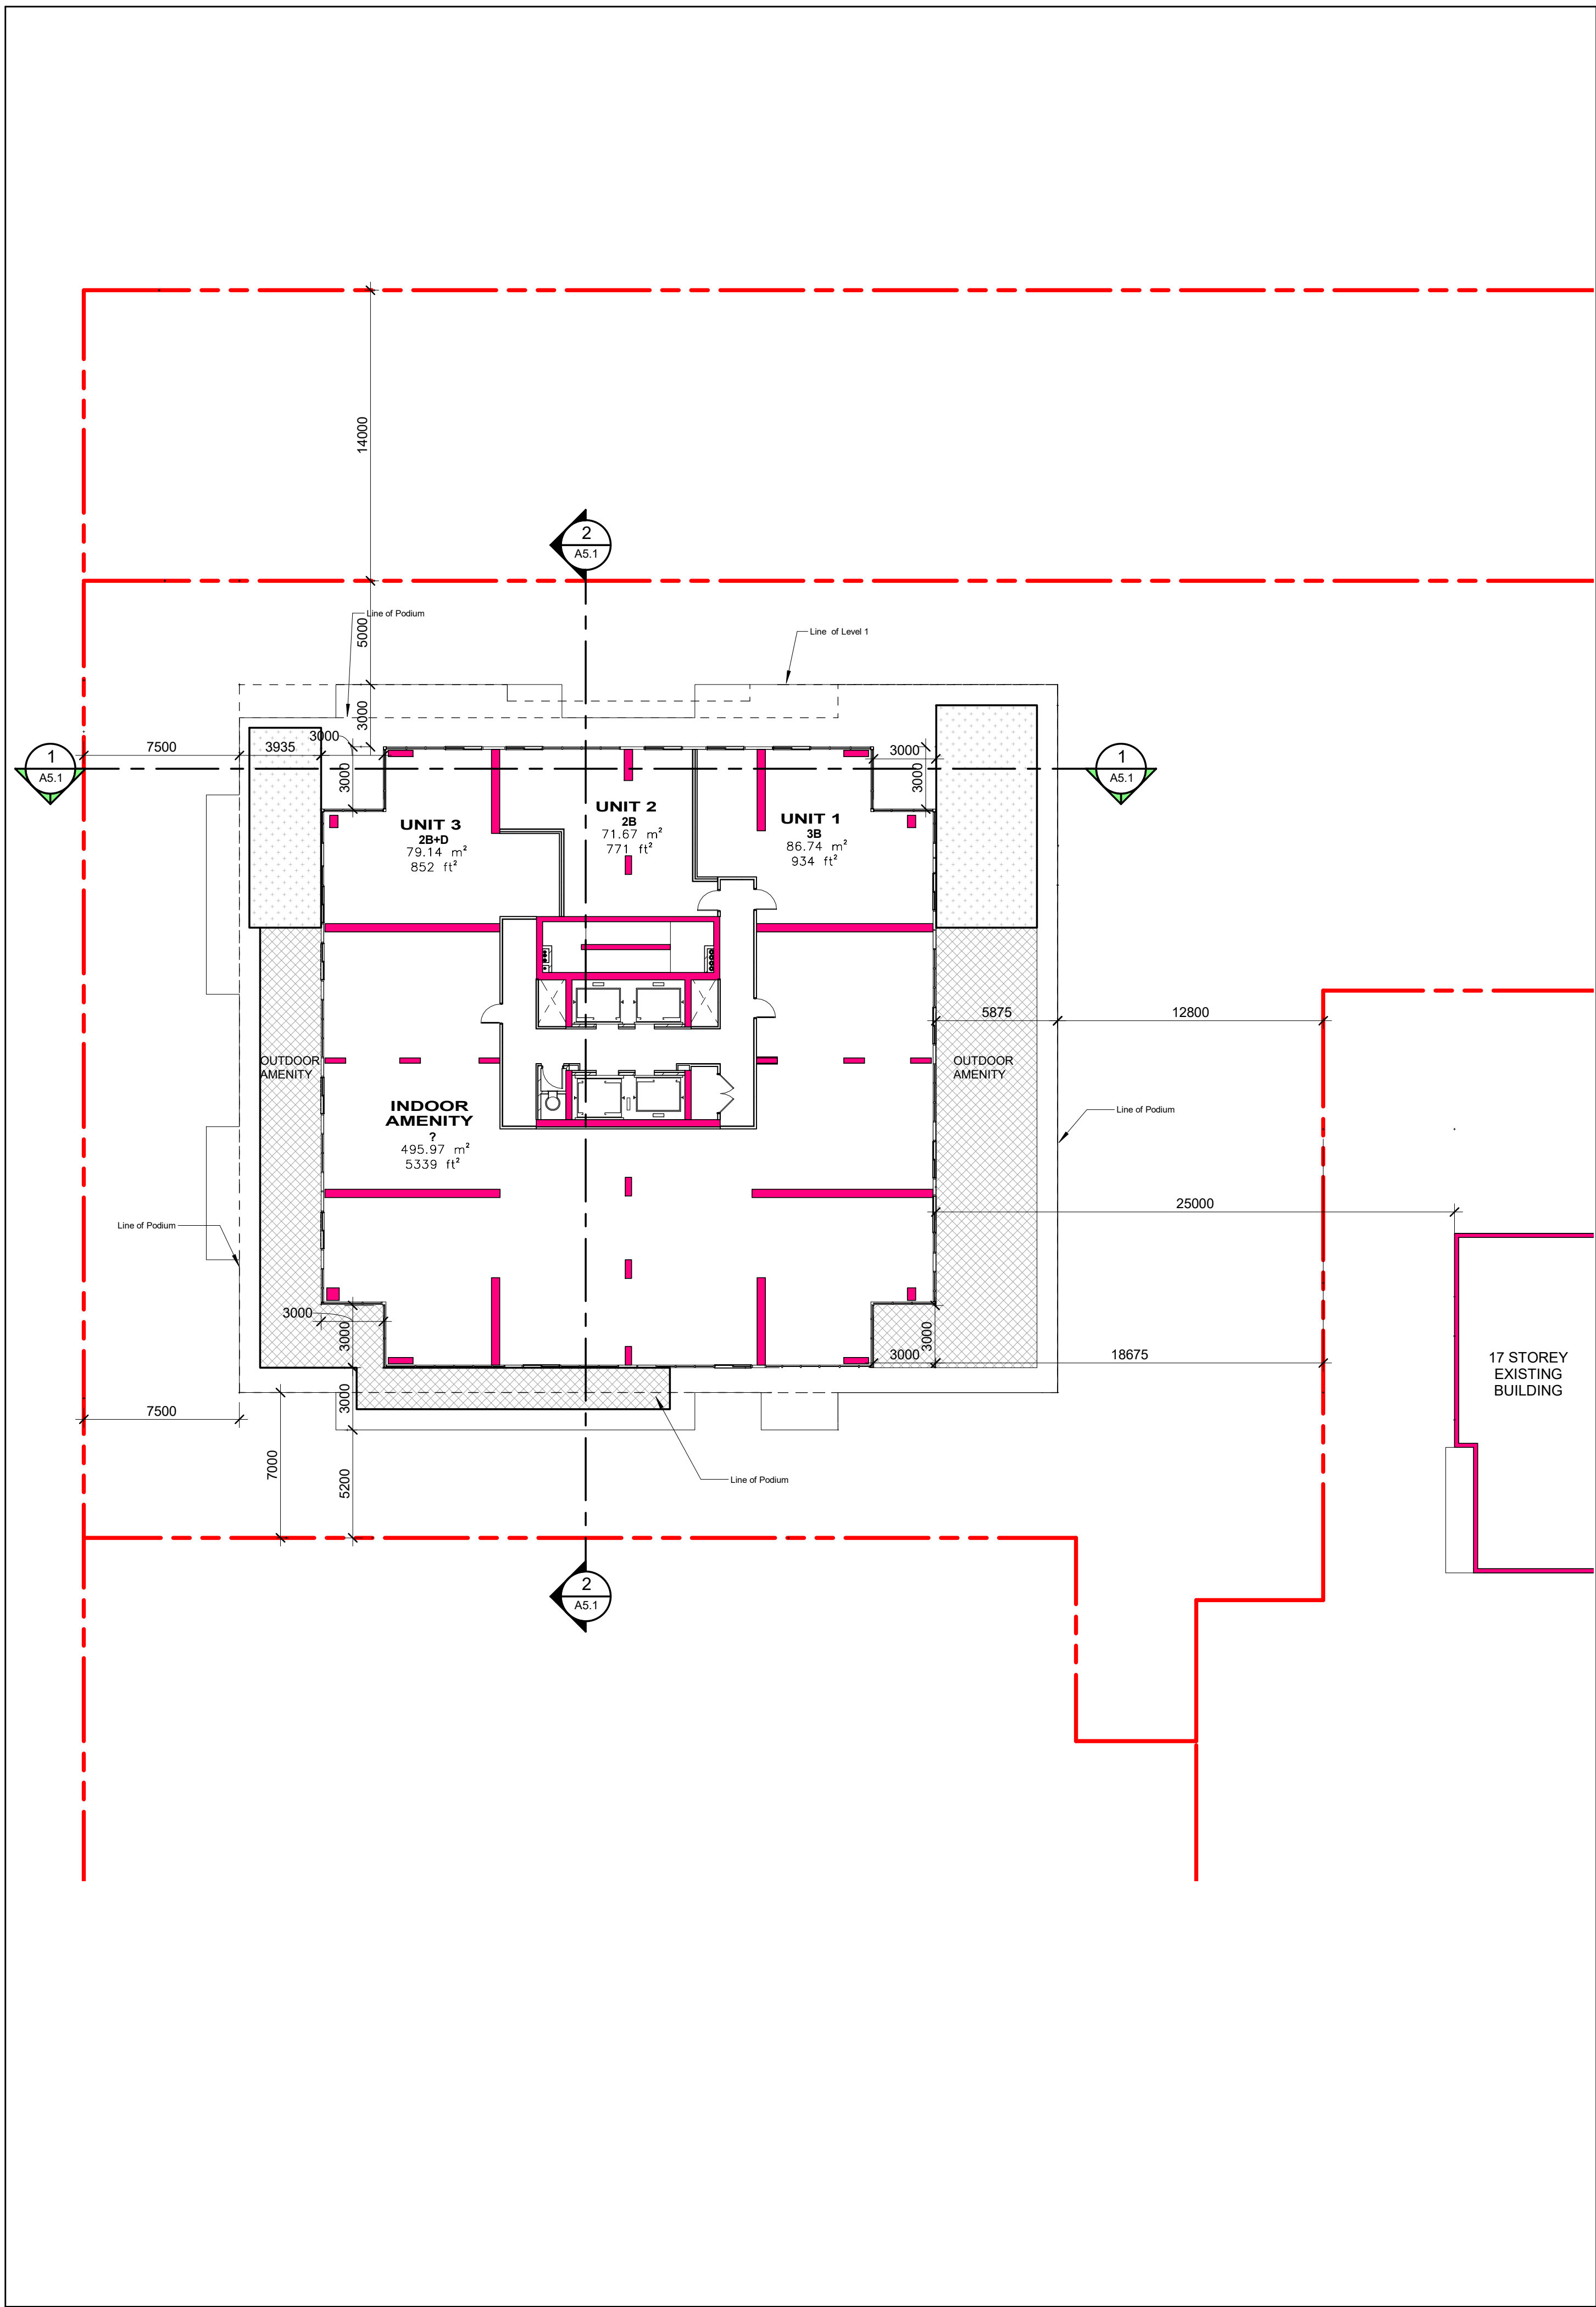 14000
2
A5.1
Line of Podium
5000
Line of Level 1
3000
7500
3935
3000
3000
3000
3000
1
A5.1
1
A5.1
UNIT 3
2B+D
79.14 m²
852 ft²
UNIT 2
2B
71.67 m²
771 ft²
UNIT 1
3B
86.74 m²
934 ft²
5875
12800
OUTDOOR
AMENITY
OUTDOOR
AMENITY
INDOOR
AMENITY
?
495.97 m²
5339 ft²
Line of Podium
25000
Line of Podium
3000
3000
3000
3000
18675
17 STOREY
EXISTING
BUILDING
3000
7500
7000
5200
Line of Podium
2
A5.1